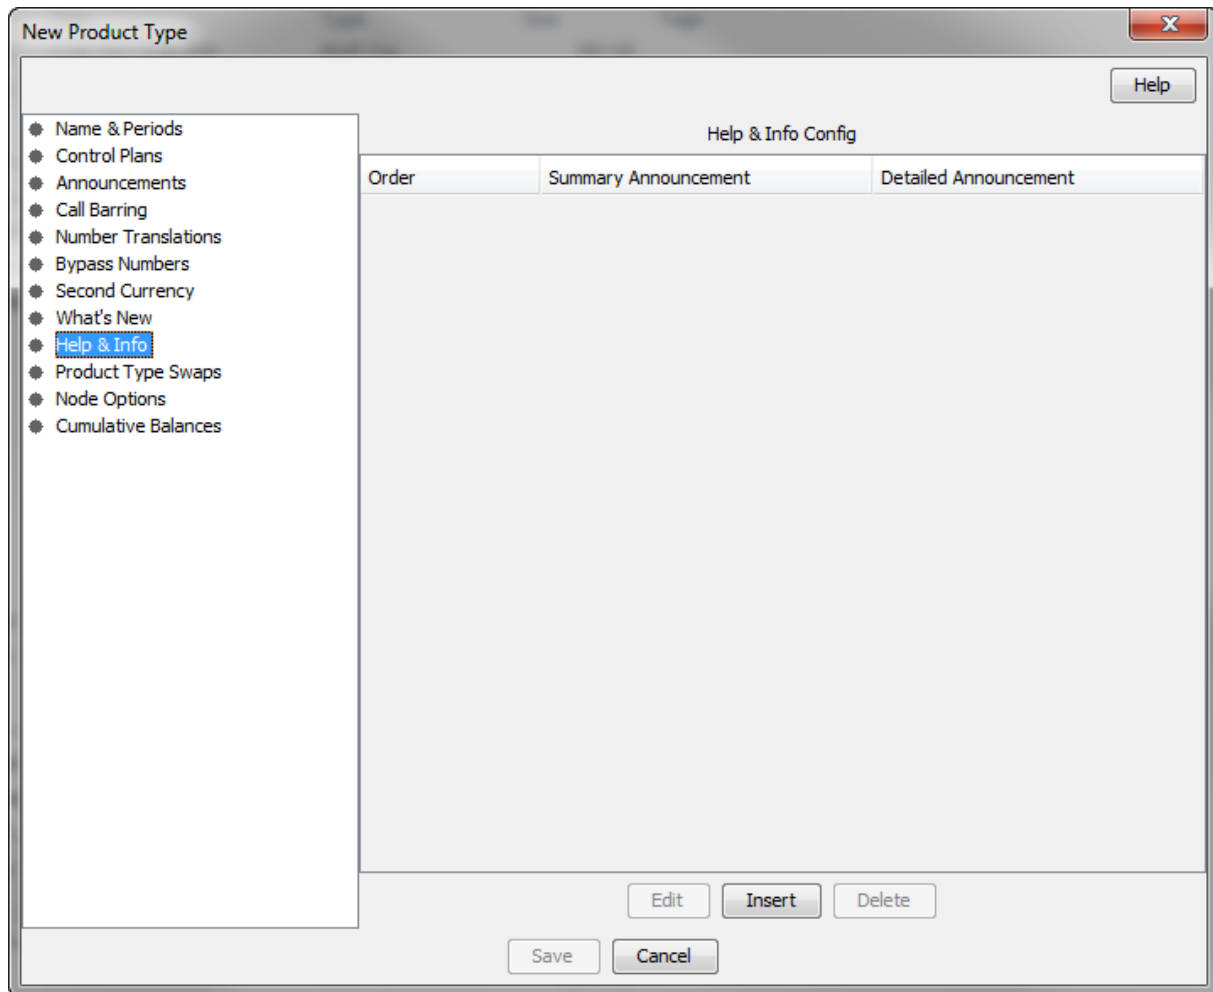 New Product Type
Help
Name & Periods
Control Plans
Announcements
Call Barring
Number Translations
Bypass Numbers
Second Currency
What's New
Help & Info
Product Type Swaps
Node Options
Cumulative Balances
Help & Info Config
Order Summary Announcement Detailed Announcement
Edit Insert Delete
Save Cancel